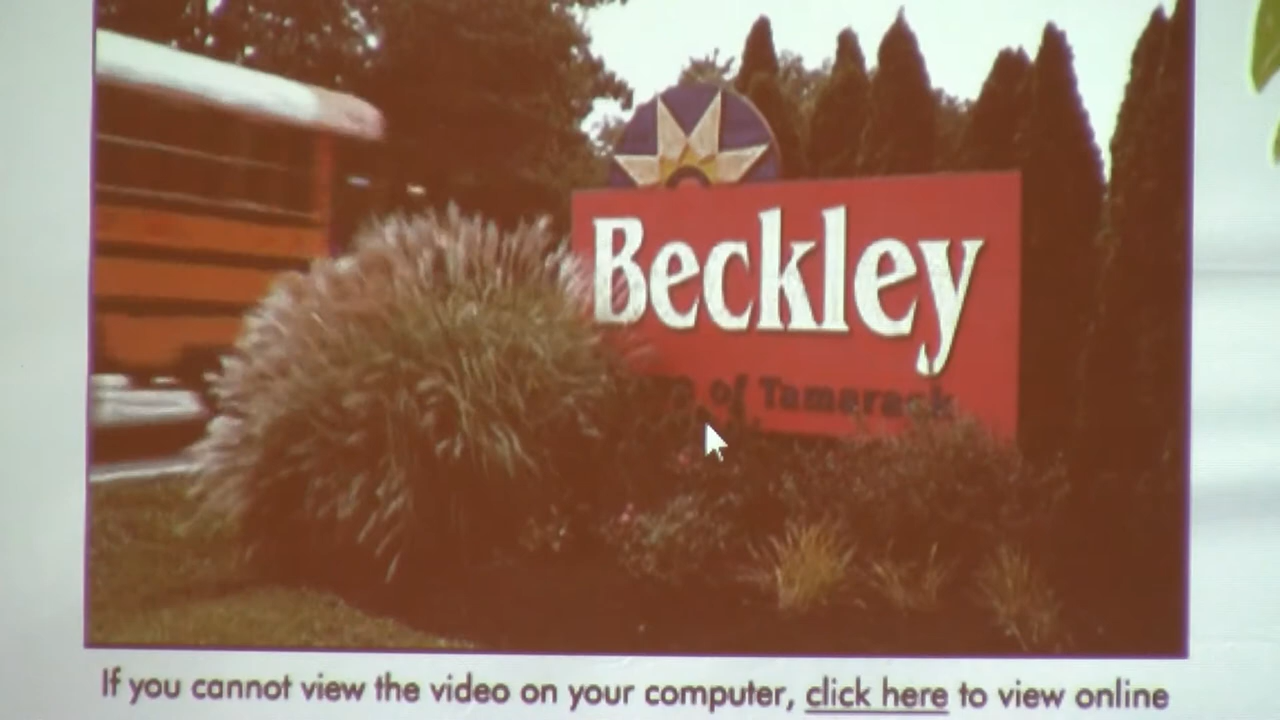 Beckley
of Tamarack
If you cannot view the video on your computer, click here to view online